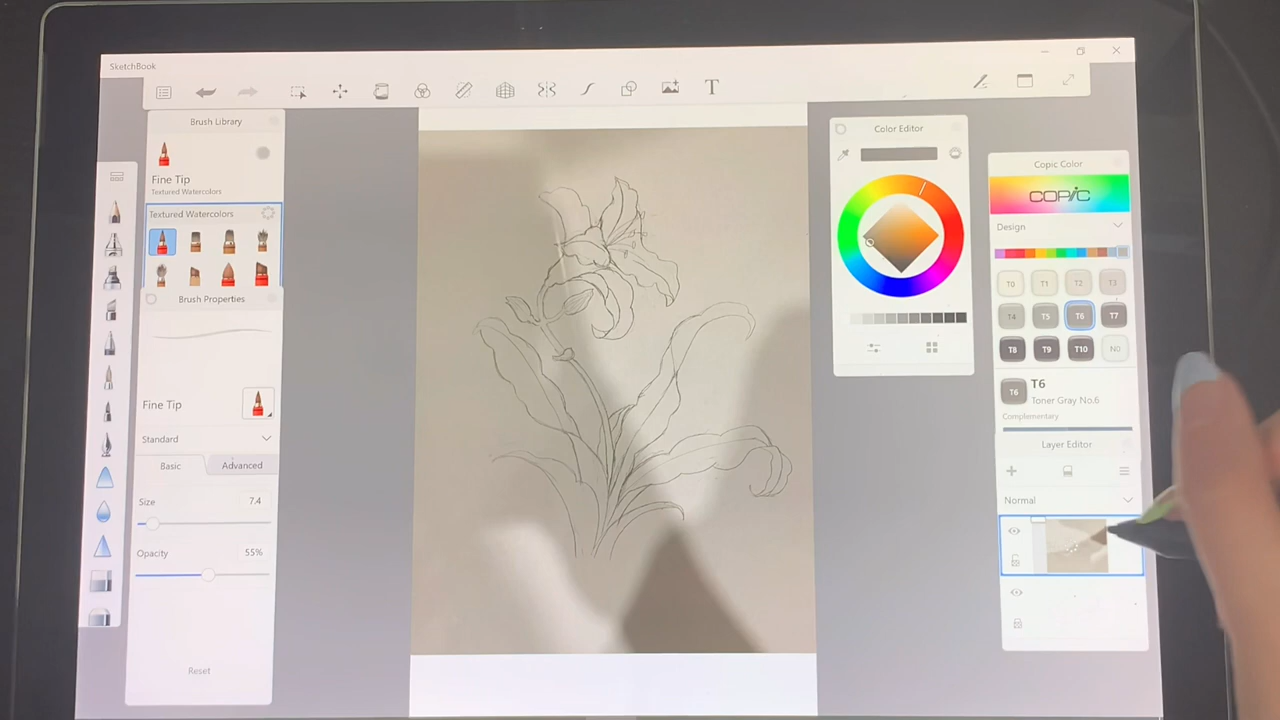 SketchBook
T
Brush Library
Fine Tip
Textured Watercolors
Textured Watercolors
Brush Properties
Fine Tip
Standard
Basic Advanced
Size 7.4
Opacity 55%
Reset
Color Editor
Copic Color
COPIC
Design
T0 T1 T2 T3
T4 T5 T6 T7
T8 T9 T10 N0
T6 T6
Toner Gray No.6
Complementary
Layer Editor
Normal